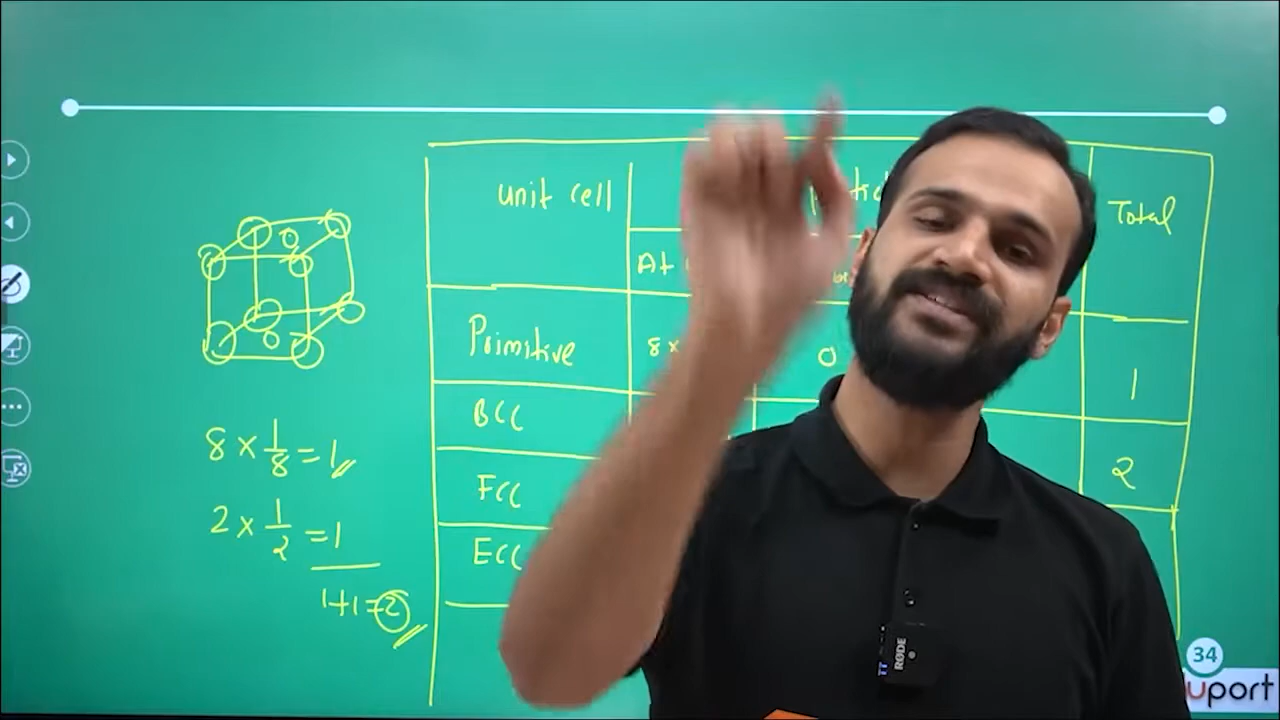 unit cell
Total
At
Primitive
8 ×
0
1
BCC
2
FCC
ECC
8 × 1/8 = 1
2 × 1/2 = 1
1+1=2
RØDE
34
uport